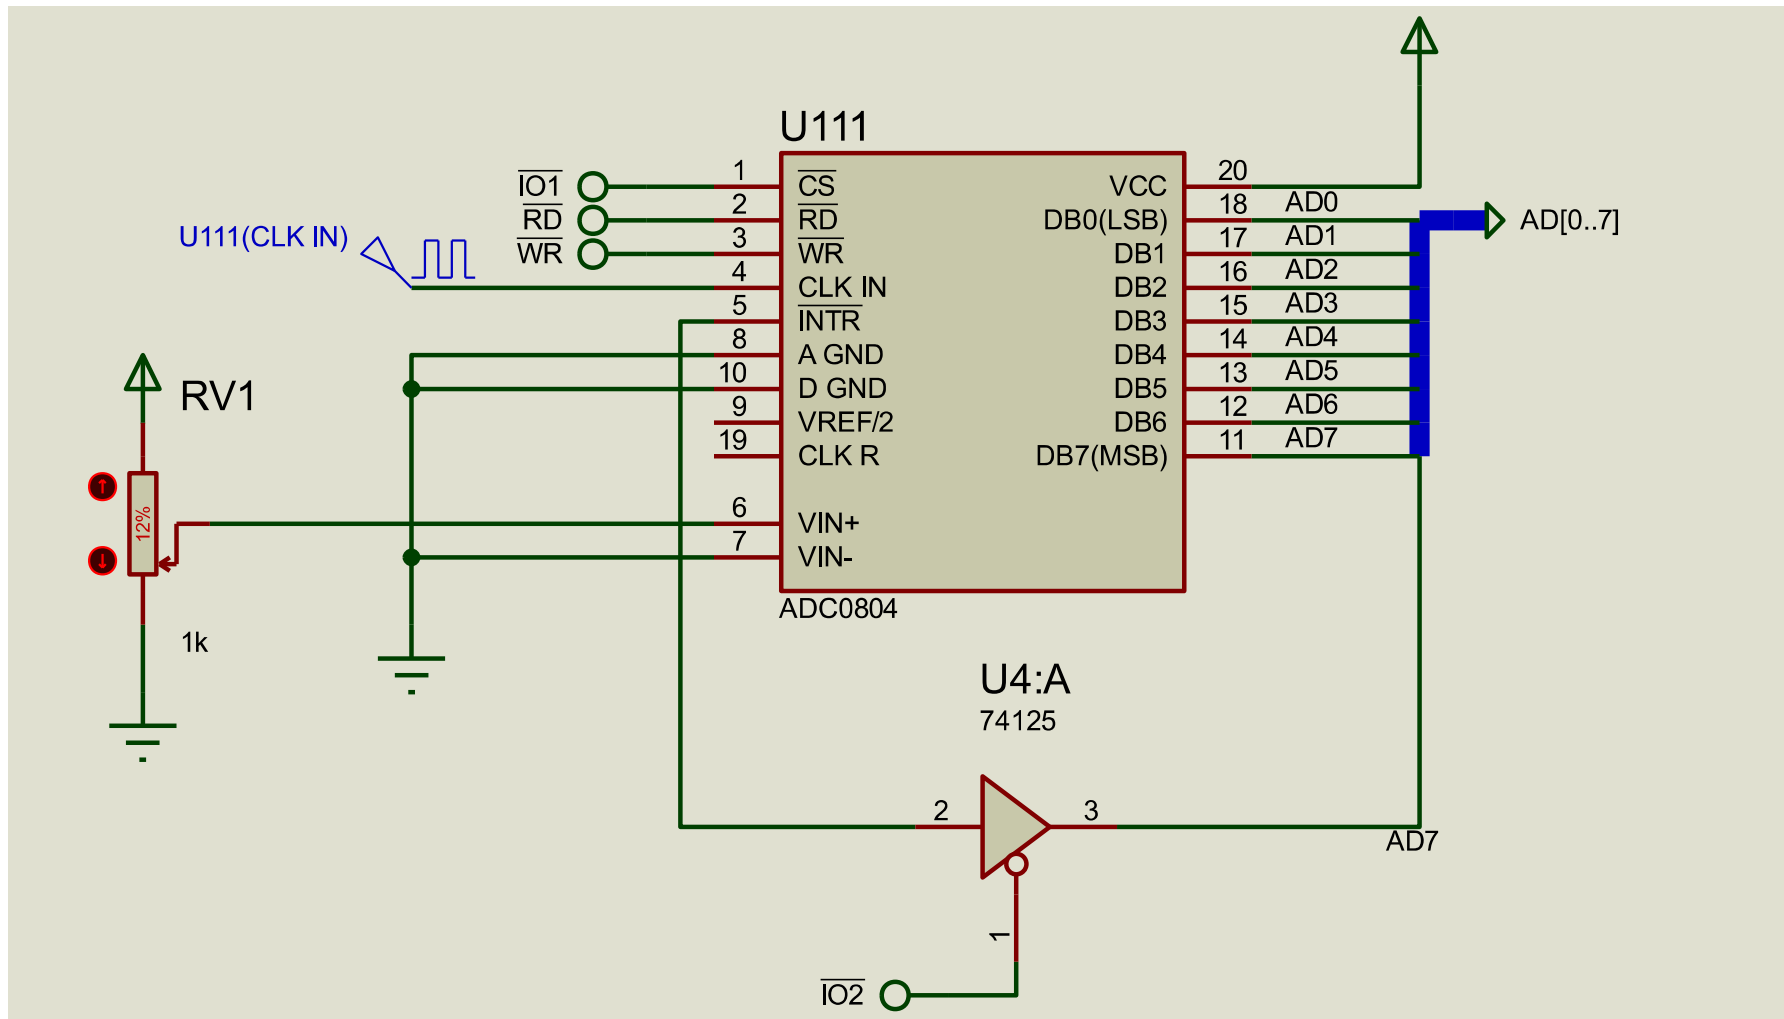 U111
IO1
RD
WR
U111(CLK IN)
1
2
3
4
5
8
10
9
19
6
7
CS
RD
WR
CLK IN
INTR
A GND
D GND
VREF/2
CLK R
VIN+
VIN-
VCC
DB0(LSB)
DB1
DB2
DB3
DB4
DB5
DB6
DB7(MSB)
20
18
17
16
15
14
13
12
11
AD0
AD1
AD2
AD3
AD4
AD5
AD6
AD7
AD[0..7]
ADC0804
RV1
12%
1k
U4:A
74125
2
3
1
AD7
IO2